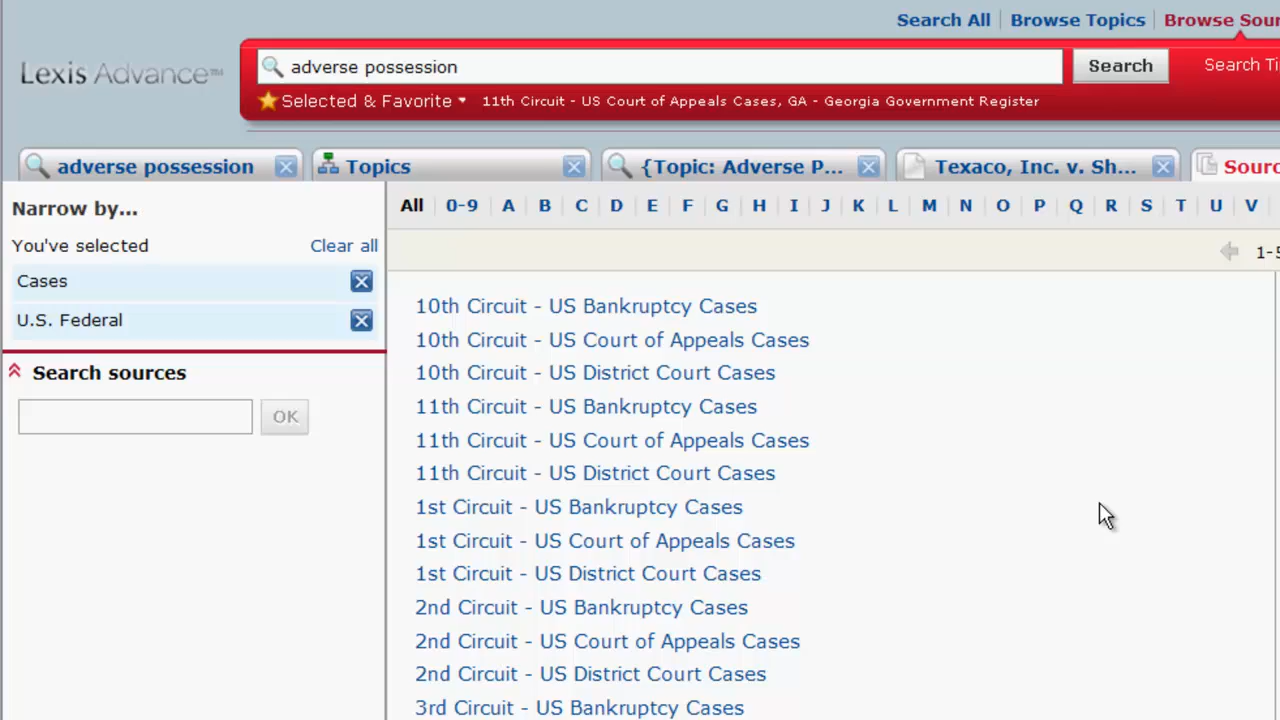 Search All Browse Topics Browse Sour
Lexis Advance™
adverse possession
Search
Search Ti
Selected & Favorite
11th Circuit - US Court of Appeals Cases, GA - Georgia Government Register
adverse possession
Topics
{Topic: Adverse P...
Texaco, Inc. v. Sh...
Sourc
Narrow by...
You've selected
Clear all
Cases
U.S. Federal
Search sources
OK
All 0-9 A B C D E F G H I J K L M N O P Q R S T U V
1-5
10th Circuit - US Bankruptcy Cases
10th Circuit - US Court of Appeals Cases
10th Circuit - US District Court Cases
11th Circuit - US Bankruptcy Cases
11th Circuit - US Court of Appeals Cases
11th Circuit - US District Court Cases
1st Circuit - US Bankruptcy Cases
1st Circuit - US Court of Appeals Cases
1st Circuit - US District Court Cases
2nd Circuit - US Bankruptcy Cases
2nd Circuit - US Court of Appeals Cases
2nd Circuit - US District Court Cases
3rd Circuit - US Bankruptcy Cases